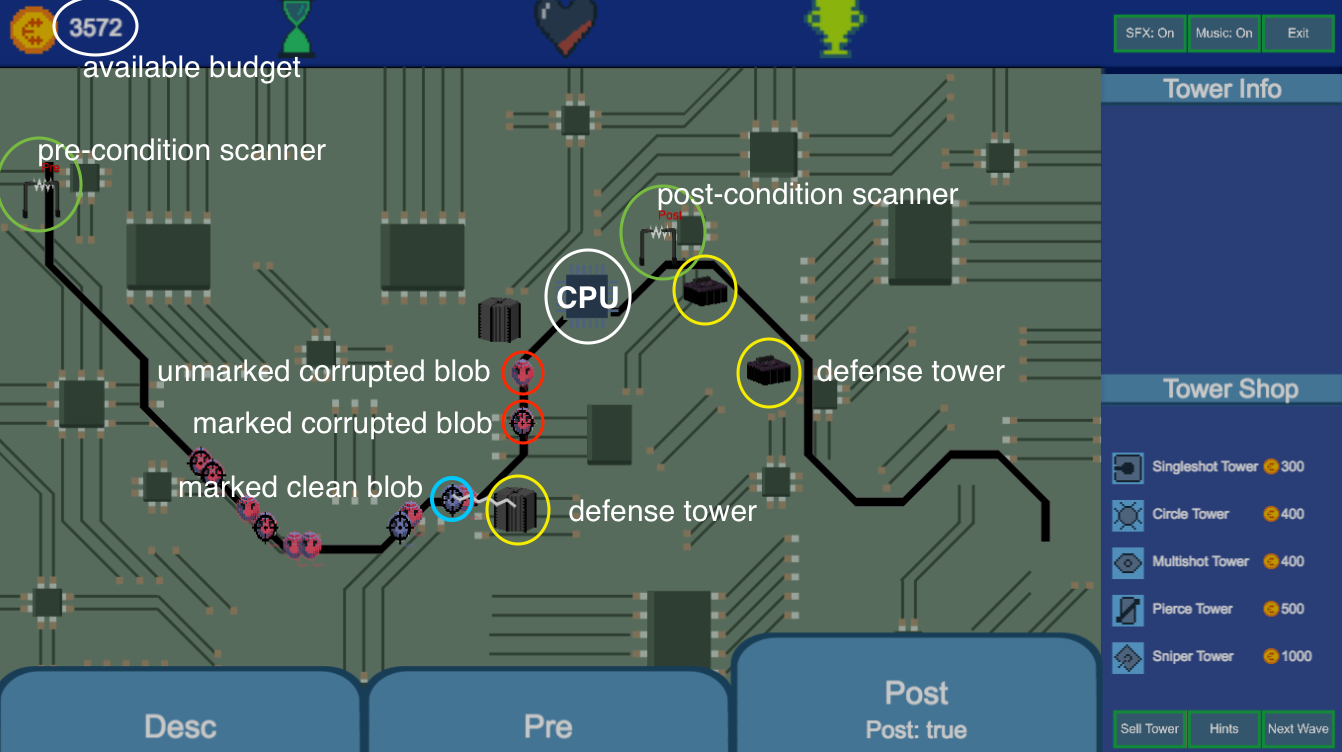 3572
available budget
SFX: On
Music: On
Exit
Tower Info
pre-condition scanner
Pre
post-condition scanner
Post
CPU
unmarked corrupted blob
defense tower
marked corrupted blob
marked clean blob
defense tower
Tower Shop
Singleshot Tower 300
Circle Tower 400
Multishot Tower 400
Pierce Tower 500
Sniper Tower 1000
Desc
Pre
Post
Post: true
Sell Tower
Hints
Next Wave